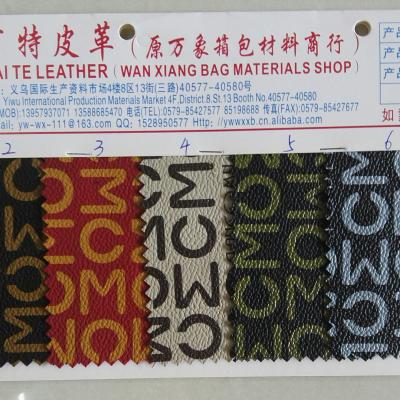 特皮革（原万象箱包材料商行）
AI TE LEATHER (WAN XIANG BAG MATERIALS SHOP)
：义乌国际生产资料市场4楼8区13街(三路)40577-40580号
Yiwu International Production Materials Market 4F,District.8.St.13 Booth No.40577-40580
(MOB):13957937071 13588685470 电话(TEL):0579-85427577 85198688 传真(FAX):0579-85427677
:yw-wx-111@163.com QQ:1528950577 Http://ywwxxb.cn.alibaba.com
产品
产品
产品
如需
2 3 4 5 6